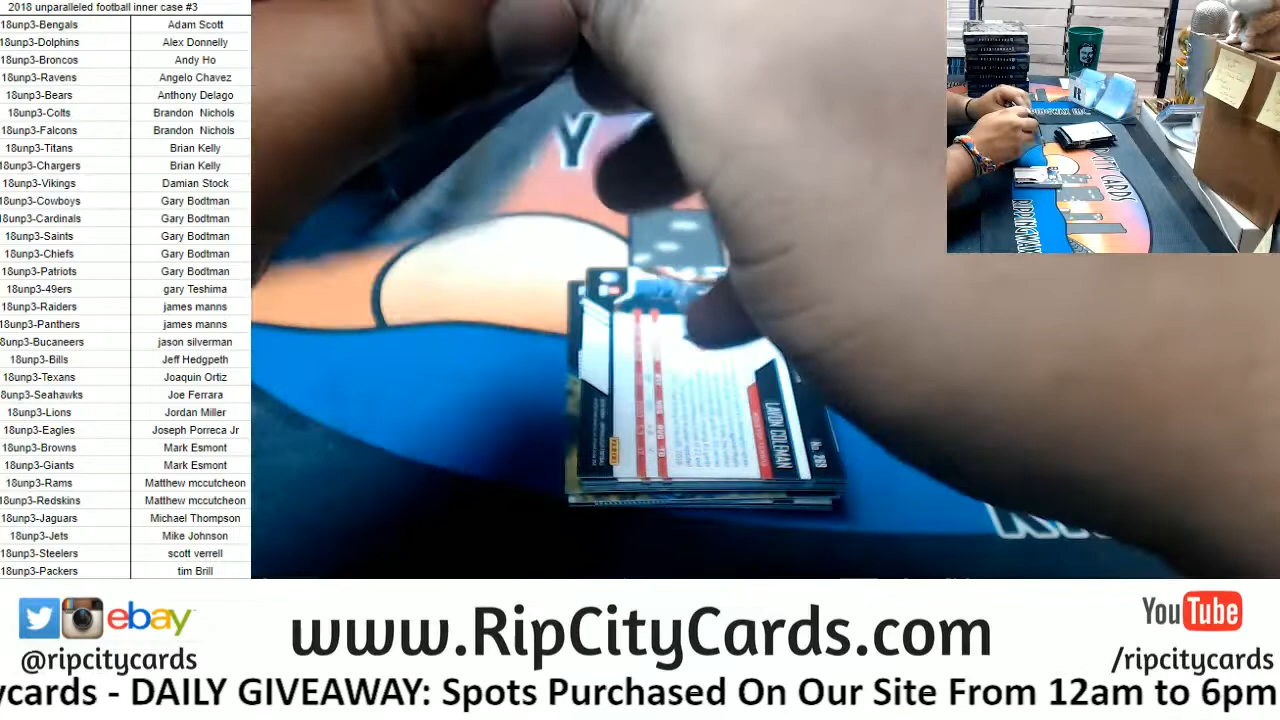 2018 unparalleled football inner case #3
18unp3-Bengals Adam Scott
18unp3-Dolphins Alex Donnelly
18unp3-Broncos Andy Ho
18unp3-Ravens Angelo Chavez
18unp3-Bears Anthony Delago
18unp3-Colts Brandon Nichols
18unp3-Falcons Brandon Nichols
18unp3-Titans Brian Kelly
18unp3-Chargers Brian Kelly
18unp3-Vikings Damian Stock
18unp3-Cowboys Gary Bodtman
18unp3-Cardinals Gary Bodtman
18unp3-Saints Gary Bodtman
18unp3-Chiefs Gary Bodtman
18unp3-Patriots Gary Bodtman
18unp3-49ers gary Teshima
18unp3-Raiders james manns
18unp3-Panthers james manns
8unp3-Bucaneers jason silverman
18unp3-Bills Jeff Hedgpeth
18unp3-Texans Joaquin Ortiz
8unp3-Seahawks Joe Ferrara
18unp3-Lions Jordan Miller
18unp3-Eagles Joseph Porreca Jr
18unp3-Browns Mark Esmont
18unp3-Giants Mark Esmont
18unp3-Rams Matthew mccutcheon
18unp3-Redskins Matthew mccutcheon
18unp3-Jaguars Michael Thompson
18unp3-Jets Mike Johnson
18unp3-Steelers scott verrell
18unp3-Packers tim Brill
Y
LAVON COLEMAN
No. 269
P CITY CARDS
ebay
@ripcitycards
www.RipCityCards.com
YouTube
/ripcitycards
ycards - DAILY GIVEAWAY: Spots Purchased On Our Site From 12am to 6pm